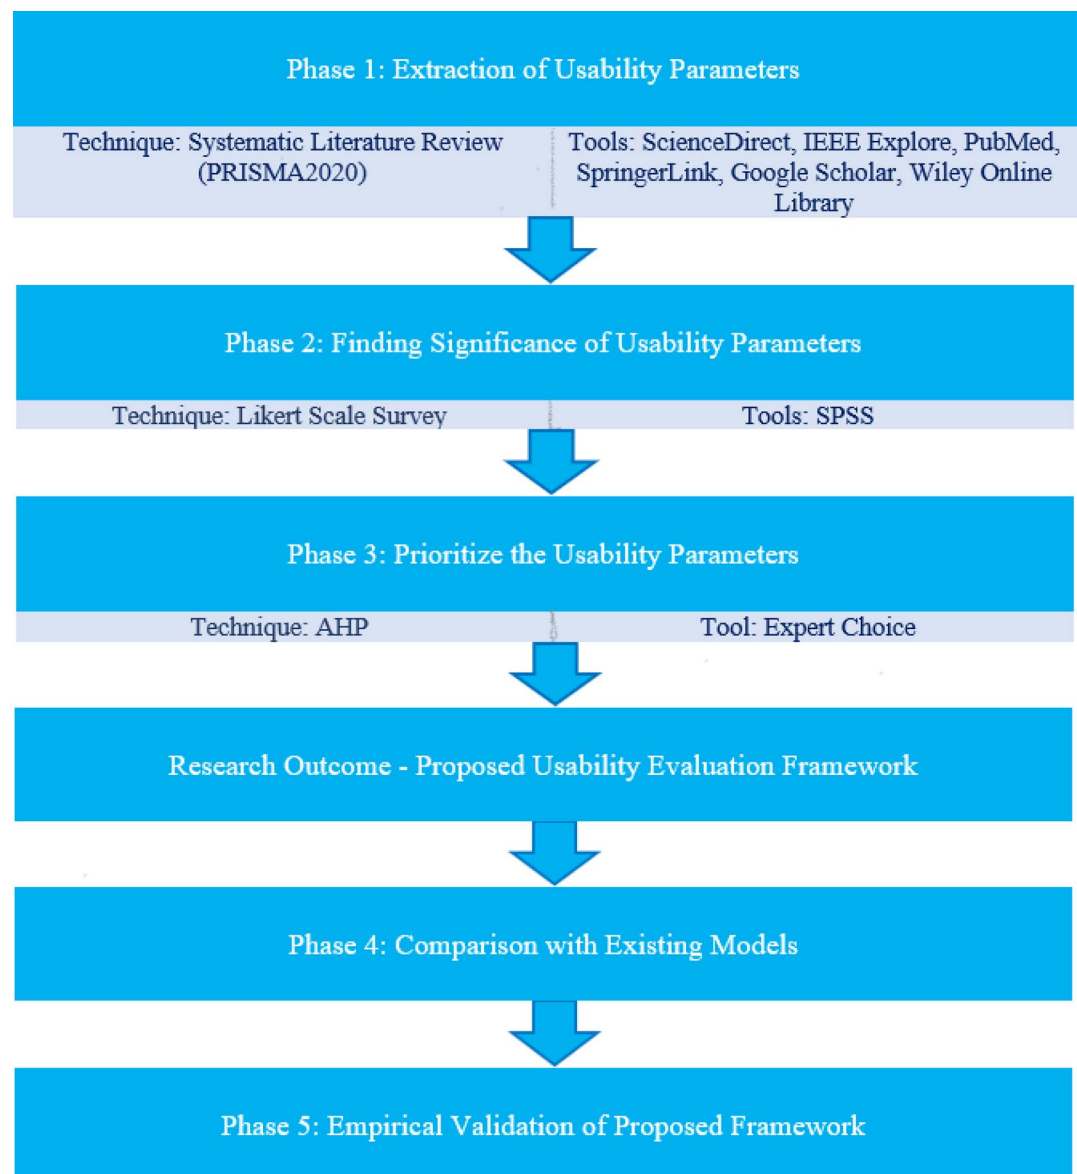 Phase 1: Extraction of Usability Parameters
Technique: Systematic Literature Review
(PRISMA2020)
Tools: ScienceDirect, IEEE Explore, PubMed,
SpringerLink, Google Scholar, Wiley Online
Library
Phase 2: Finding Significance of Usability Parameters
Technique: Likert Scale Survey
Tools: SPSS
Phase 3: Prioritize the Usability Parameters
Technique: AHP
Tool: Expert Choice
Research Outcome - Proposed Usability Evaluation Framework
Phase 4: Comparison with Existing Models
Phase 5: Empirical Validation of Proposed Framework